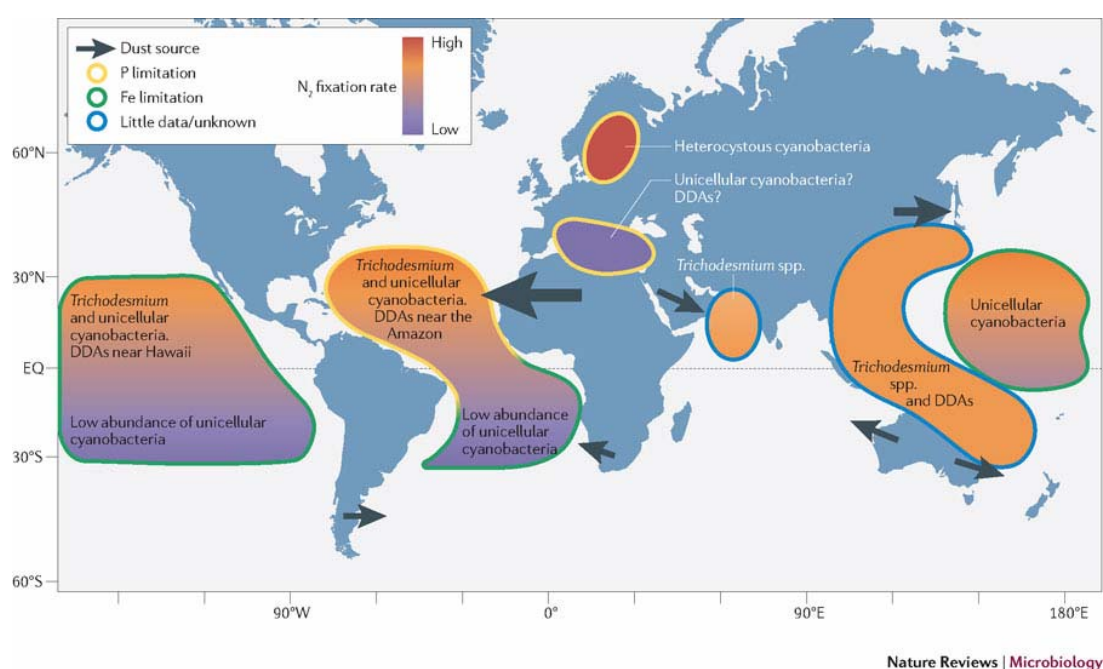 Dust source
P limitation
Fe limitation
Little data/unknown
N2 fixation rate
High
Low
60°N
30°N
EQ
30°S
60°S
Heterocystous cyanobacteria
Unicellular cyanobacteria?
DDAs?
Trichodesmium spp.
Trichodesmium
and unicellular
cyanobacteria.
DDAs near Hawaii
Low abundance of unicellular
cyanobacteria
Trichodesmium
and unicellular
cyanobacteria.
DDAs near the
Amazon
Low abundance
of unicellular
cyanobacteria
Trichodesmium
spp.
and DDAs
Unicellular
cyanobacteria
90°W
0°
90°E
180°E
Nature Reviews | Microbiology